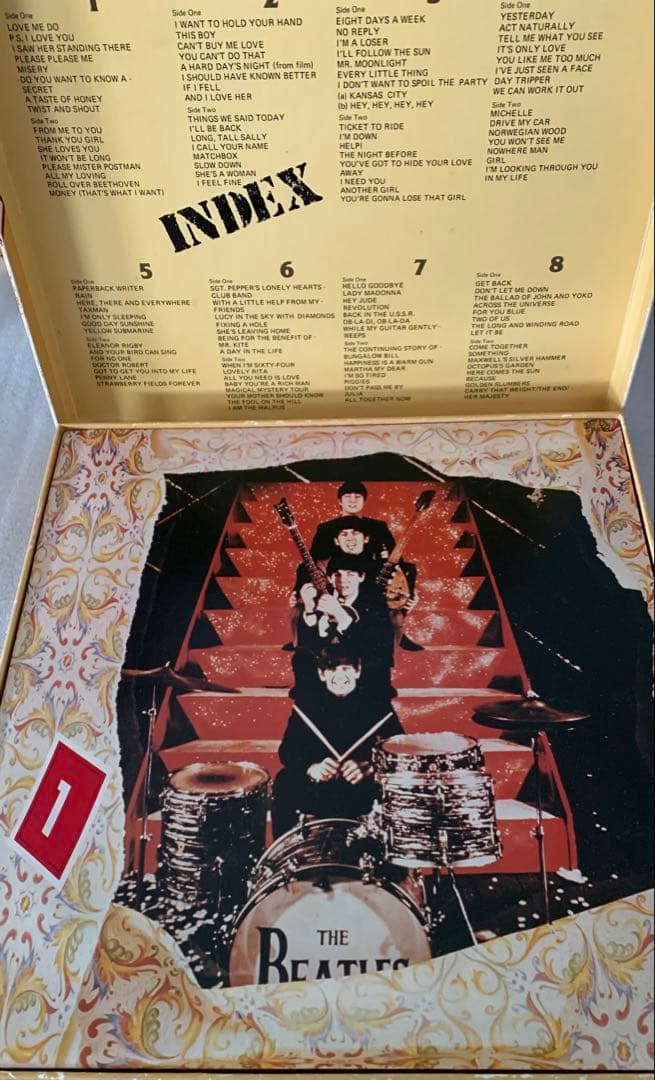 1
Side One
LOVE ME DO
P.S. I LOVE YOU
I SAW HER STANDING THERE
PLEASE PLEASE ME
MISERY
·DO YOU WANT TO KNOW A·
SECRET
A TASTE OF HONEY
TWIST AND SHOUT
Side Two
FROM ME TO YOU
THANK YOU GIRL
SHE LOVES YOU
IT WON'T BE LONG
PLEASE MISTER POSTMAN
ALL MY LOVING
ROLL OVER BEETHOVEN
MONEY (THAT'S WHAT I WANT)
2
Side One
I WANT TO HOLD YOUR HAND
THIS BOY
CAN'T BUY ME LOVE
YOU CAN'T DO THAT
A HARD DAY'S NIGHT (from film)
I SHOULD HAVE KNOWN BETTER
IF I FELL
AND I LOVE HER
Side Two
THINGS WE SAID TODAY
I'LL BE BACK
LONG, TALL SALLY
I CALL YOUR NAME
MATCHBOX
SLOW DOWN
SHE'S A WOMAN
I FEEL FINE
Side One
EIGHT DAYS A WEEK
NO REPLY
I'M A LOSER
I'LL FOLLOW THE SUN
MR. MOONLIGHT
EVERY LITTLE THING
I DON'T WANT TO SPOIL THE PARTY
(a) KANSAS CITY
(b) HEY, HEY, HEY, HEY
Side Two
TICKET TO RIDE
I'M DOWN
HELP!
THE NIGHT BEFORE
YOU'VE GOT TO HIDE YOUR LOVE
AWAY
I NEED YOU
ANOTHER GIRL
YOU'RE GONNA LOSE THAT GIRL
Side One
YESTERDAY
ACT NATURALLY
TELL ME WHAT YOU SEE
IT'S ONLY LOVE
YOU LIKE ME TOO MUCH
I'VE JUST SEEN A FACE
DAY TRIPPER
WE CAN WORK IT OUT
Side Two
MICHELLE
DRIVE MY CAR
NORWEGIAN WOOD
YOU WON'T SEE ME
NOWHERE MAN
GIRL
I'M LOOKING THROUGH YOU
IN MY LIFE
INDEX
5
Side One
PAPERBACK WRITER
RAIN
HERE, THERE AND EVERYWHERE
TAXMAN
I'M ONLY SLEEPING
GOOD DAY SUNSHINE
YELLOW SUBMARINE
Side Two
ELEANOR RIGBY
AND YOUR BIRD CAN SING
FOR NO ONE
DOCTOR ROBERT
GOT TO GET YOU INTO MY LIFE
PENNY LANE
STRAWBERRY FIELDS FOREVER
6
Side One
SGT. PEPPER'S LONELY HEARTS·
CLUB BAND
WITH A LITTLE HELP FROM MY·
FRIENDS
LUCY IN THE SKY WITH DIAMONDS
FIXING A HOLE
SHE'S LEAVING HOME
BEING FOR THE BENEFIT OF·
MR. KITE
A DAY IN THE LIFE
Side Two
WHEN I'M SIXTY-FOUR
LOVELY RITA
ALL YOU NEED IS LOVE
BABY YOU'RE A RICH MAN
MAGICAL MYSTERY TOUR
YOUR MOTHER SHOULD KNOW
THE FOOL ON THE HILL
I AM THE WALRUS
7
Side One
HELLO GOODBYE
LADY MADONNA
HEY JUDE
REVOLUTION
BACK IN THE U.S.S.R.
OB-LA-DI, OB-LA-DA
WHILE MY GUITAR GENTLY·
WEEPS
Side Two
THE CONTINUING STORY OF·
BUNGALOW BILL
HAPPINESS IS A WARM GUN
MARTHA MY DEAR
I'M SO TIRED
PIGGIES
DON'T PASS ME BY
JULIA
ALL TOGETHER NOW
8
Side One
GET BACK
DON'T LET ME DOWN
THE BALLAD OF JOHN AND YOKO
ACROSS THE UNIVERSE
FOR YOU BLUE
TWO OF US
THE LONG AND WINDING ROAD
LET IT BE
Side Two
COME TOGETHER
SOMETHING
MAXWELL'S SILVER HAMMER
OCTOPUS'S GARDEN
HERE COMES THE SUN
BECAUSE
GOLDEN SLUMBERS
CARRY THAT WEIGHT/THE END/
HER MAJESTY
1
THE
BEATLES